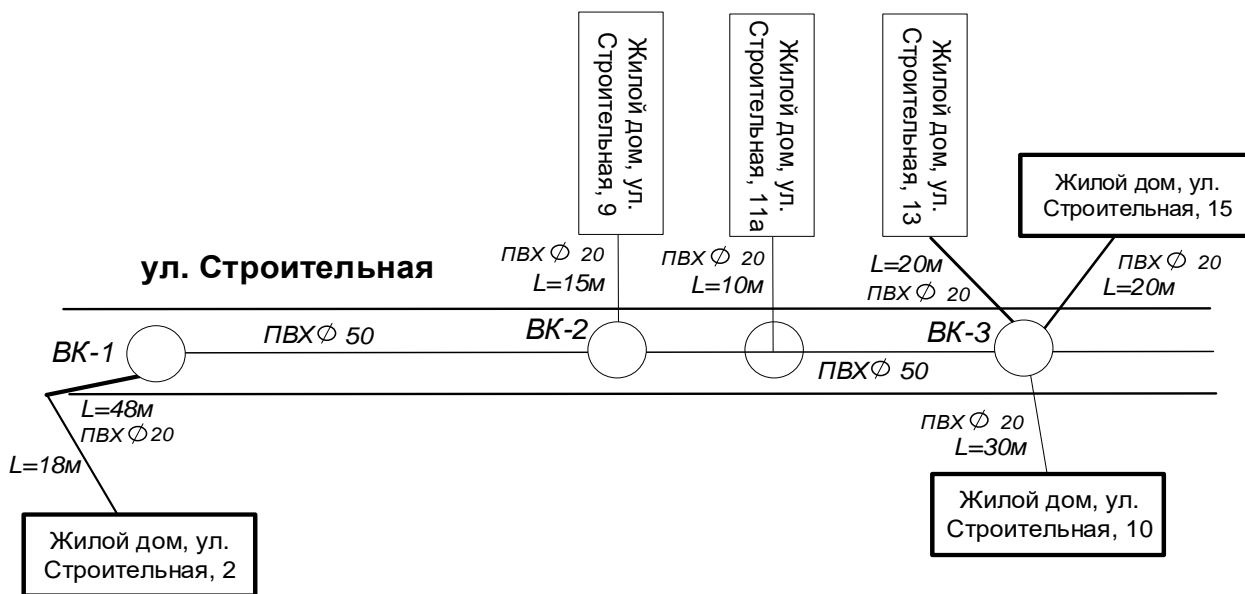 Жилой дом, ул.
Строительная, 9
Жилой дом, ул.
Строительная, 11а
Жилой дом, ул.
Строительная, 13
Жилой дом, ул.
Строительная, 15
ул. Строительная
ПВХ∅ 20
L=15м
ПВХ∅ 20
L=10м
L=20м
ПВХ∅ 20
ПВХ∅ 20
L=20м
ВК-1
ПВХ∅ 50
ВК-2
ВК-3
ПВХ∅ 50
L=48м
ПВХ∅20
L=18м
ПВХ∅ 20
L=30м
Жилой дом, ул.
Строительная, 2
Жилой дом, ул.
Строительная, 10